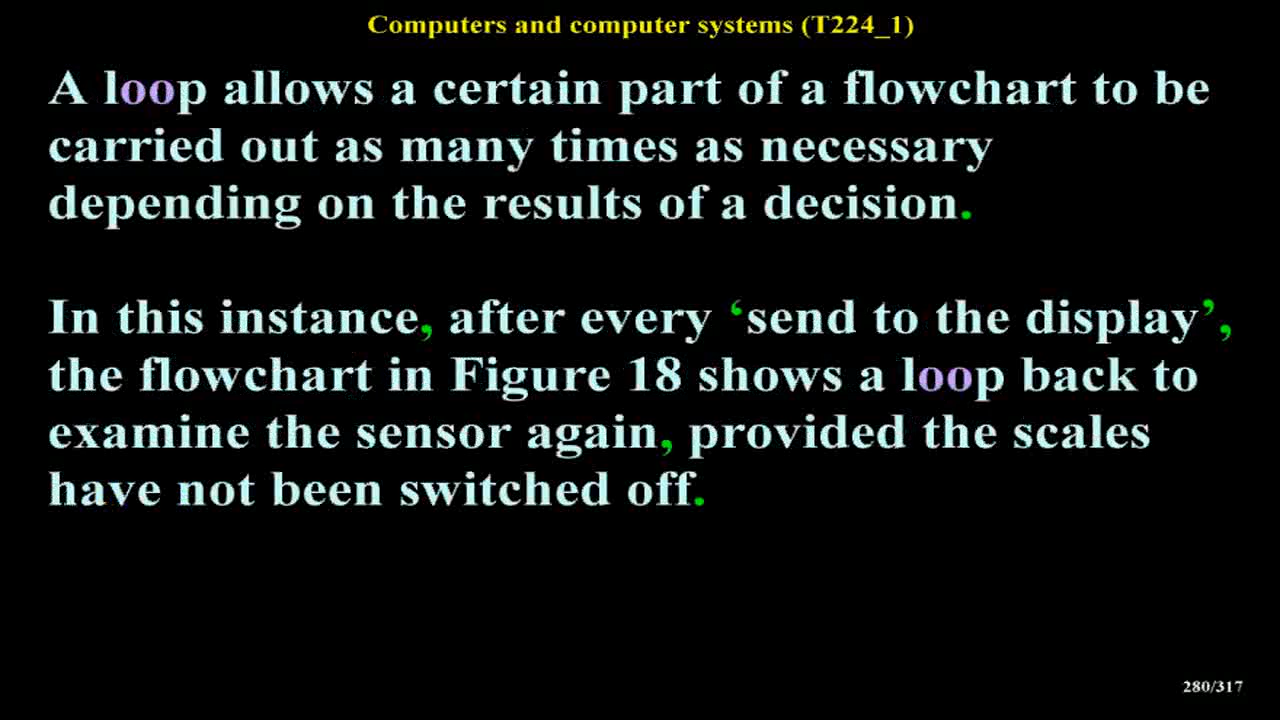 Computers and computer systems (T224_1)
A loop allows a certain part of a flowchart to be
carried out as many times as necessary
depending on the results of a decision.
In this instance, after every ‘send to the display’,
the flowchart in Figure 18 shows a loop back to
examine the sensor again, provided the scales
have not been switched off.
280/317